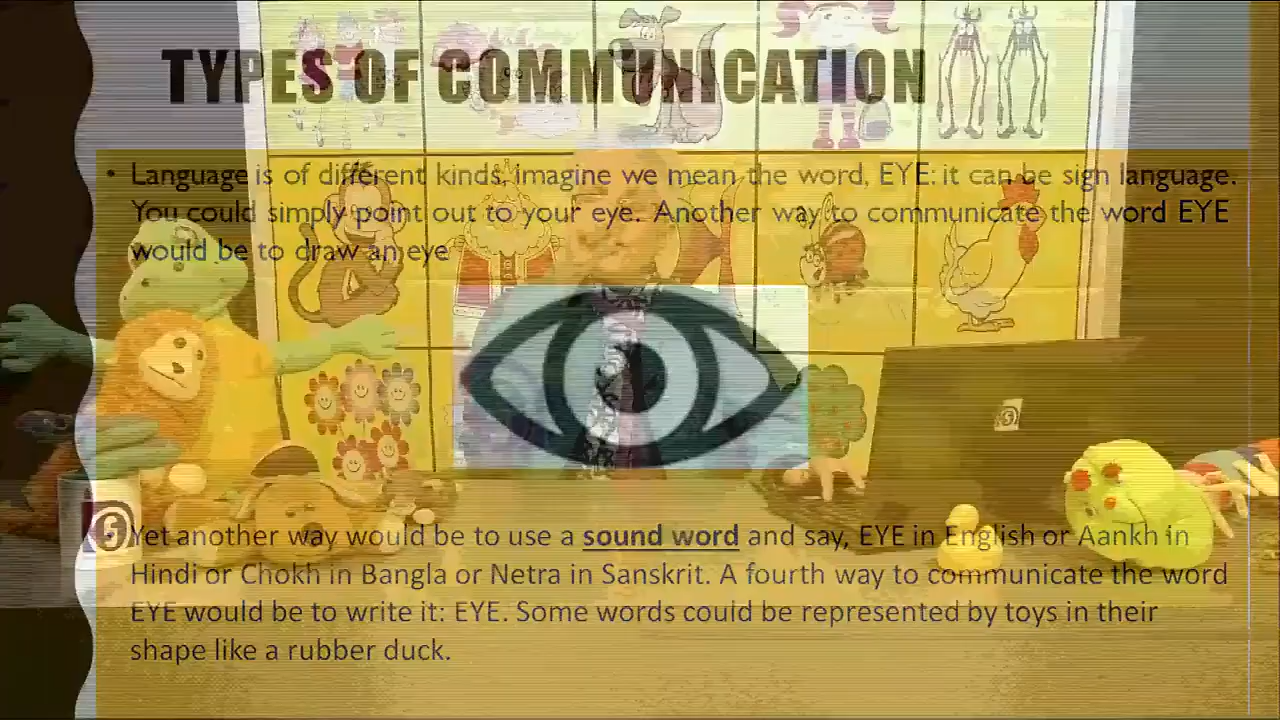 TYPES OF COMMUNICATION
• Language is of different kinds, imagine we mean the word, EYE: it can be sign language.
You could simply point out to your eye. Another way to communicate the word EYE
would be to draw an eye
• Yet another way would be to use a sound word and say, EYE in English or Aankh in
Hindi or Chokh in Bangla or Netra in Sanskrit. A fourth way to communicate the word
EYE would be to write it: EYE. Some words could be represented by toys in their
shape like a rubber duck.